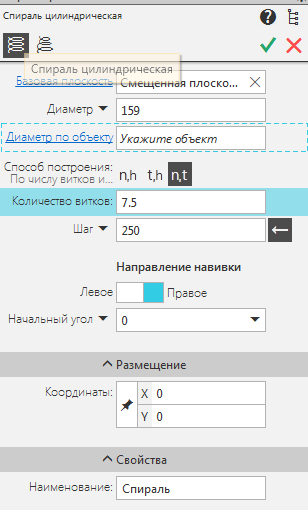 Спираль цилиндрическая
Спираль цилиндрическая
Базовая плоскость Смещенная плоско...
Диаметр 159
Диаметр по объекту Укажите объект
Способ построения: n,h t,h n,t
По числу витков и...
Количество витков: 7.5
Шаг 250
Направление навивки
Левое Правое
Начальный угол 0
Размещение
Координаты: X 0
Y 0
Свойства
Наименование: Спираль